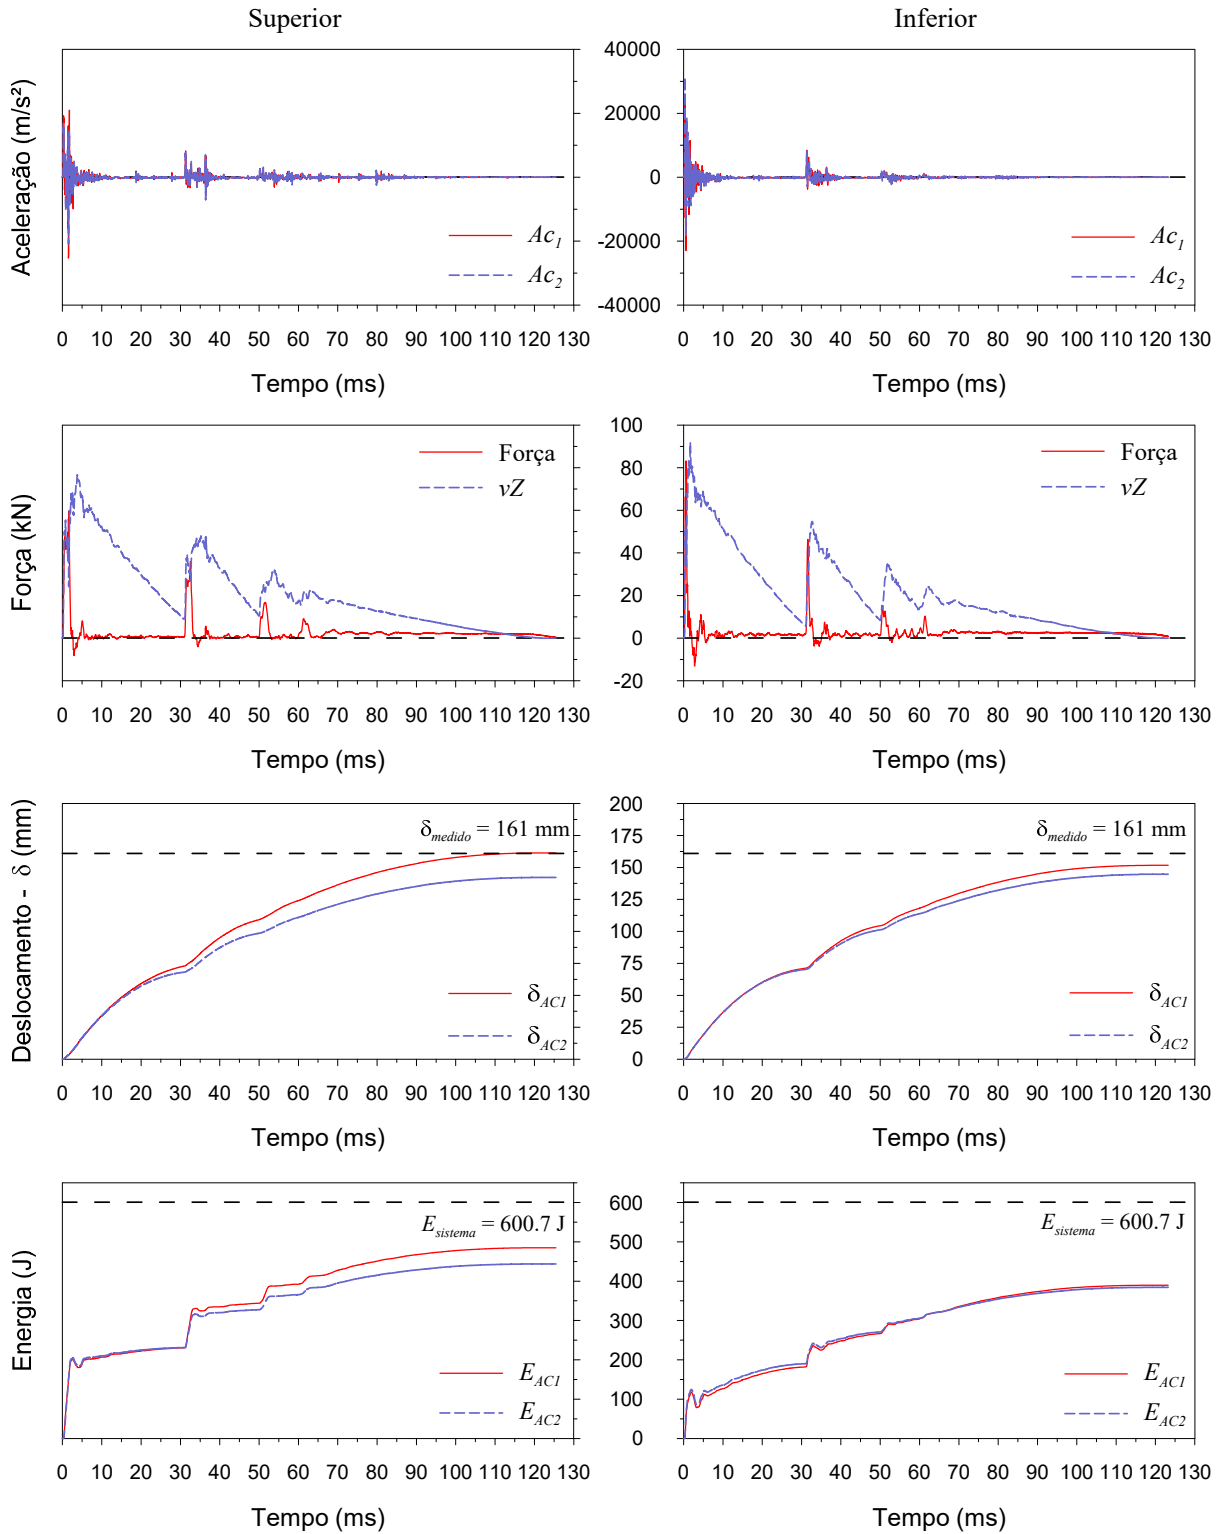 Superior
Inferior
40000
20000
0
-20000
-40000
Aceleração (m/s²)
Ac1
Ac2
Ac1
Ac2
0 10 20 30 40 50 60 70 80 90 100 110 120 130
0 10 20 30 40 50 60 70 80 90 100 110 120 130
Tempo (ms)
Tempo (ms)
100
80
60
40
20
0
-20
Força (kN)
Força
vZ
Força
vZ
0 10 20 30 40 50 60 70 80 90 100 110 120 130
0 10 20 30 40 50 60 70 80 90 100 110 120 130
Tempo (ms)
Tempo (ms)
200
175
150
125
100
75
50
25
0
Deslocamento - δ (mm)
δmedido = 161 mm
δmedido = 161 mm
δAC1
δAC2
δAC1
δAC2
0 10 20 30 40 50 60 70 80 90 100 110 120 130
0 10 20 30 40 50 60 70 80 90 100 110 120 130
Tempo (ms)
Tempo (ms)
600
500
400
300
200
100
0
Energia (J)
Esistema = 600.7 J
Esistema = 600.7 J
EAC1
EAC2
EAC1
EAC2
0 10 20 30 40 50 60 70 80 90 100 110 120 130
0 10 20 30 40 50 60 70 80 90 100 110 120 130
Tempo (ms)
Tempo (ms)